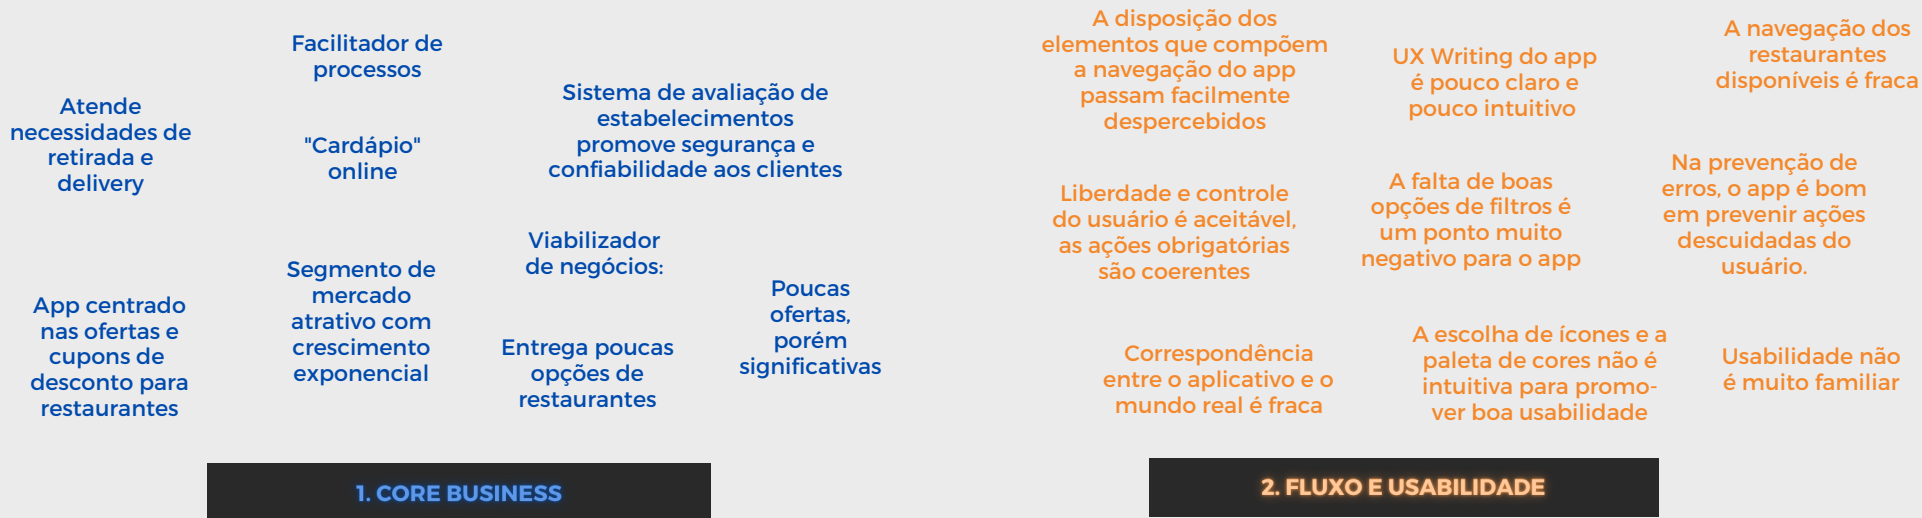 Atende
necessidades de
retirada e
delivery
Facilitador de
processos
"Cardápio"
online
Sistema de avaliação de
estabelecimentos
promove segurança e
confiabilidade aos clientes
App centrado
nas ofertas e
cupons de
desconto para
restaurantes
Segmento de
mercado
atrativo com
crescimento
exponencial
Viabilizador
de negócios:
Entrega poucas
opções de
restaurantes
Poucas
ofertas,
porém
significativas
1. CORE BUSINESS
A disposição dos
elementos que compõem
a navegação do app
passam facilmente
despercebidos
UX Writing do app
é pouco claro e
pouco intuitivo
A navegação dos
restaurantes
disponíveis é fraca
Liberdade e controle
do usuário é aceitável,
as ações obrigatórias
são coerentes
A falta de boas
opções de filtros é
um ponto muito
negativo para o app
Na prevenção de
erros, o app é bom
em prevenir ações
descuidadas do
usuário.
Correspondência
entre o aplicativo e o
mundo real é fraca
A escolha de ícones e a
paleta de cores não é
intuitiva para promo-
ver boa usabilidade
Usabilidade não
é muito familiar
2. FLUXO E USABILIDADE